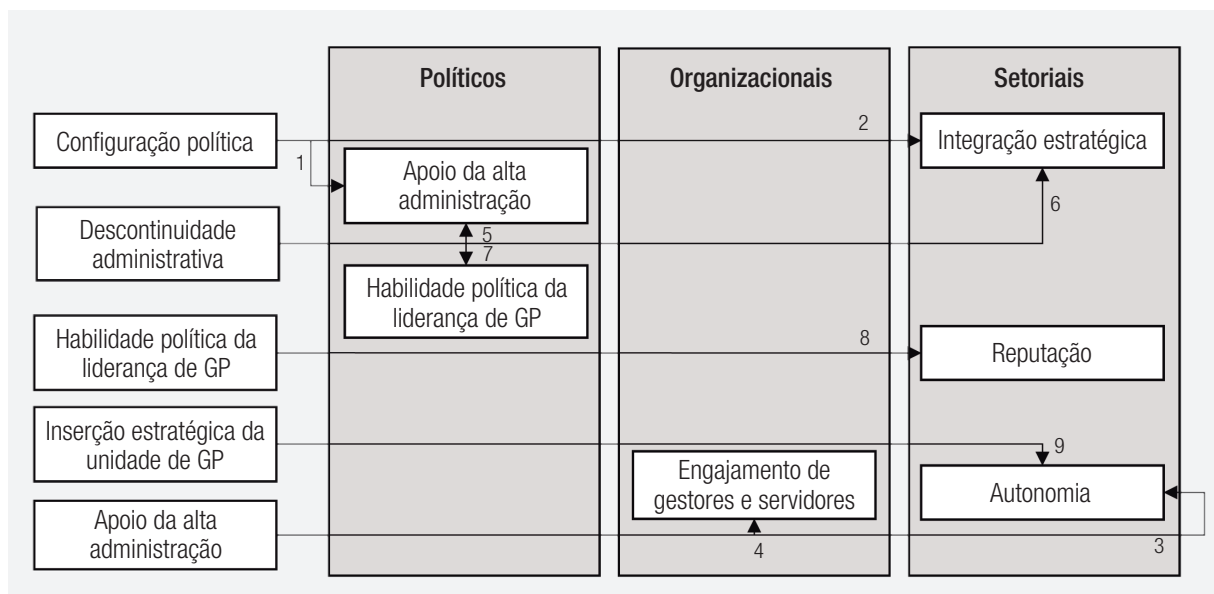 Políticos
Organizacionais
Setoriais
Configuração política
1
2
Integração estratégica
Apoio da alta
administração
Descontinuidade
administrativa
5
7
6
Habilidade política da
liderança de GP
Habilidade política da
liderança de GP
8
Reputação
Inserção estratégica da
unidade de GP
9
Engajamento de
gestores e servidores
Autonomia
Apoio da alta
administração
4
3